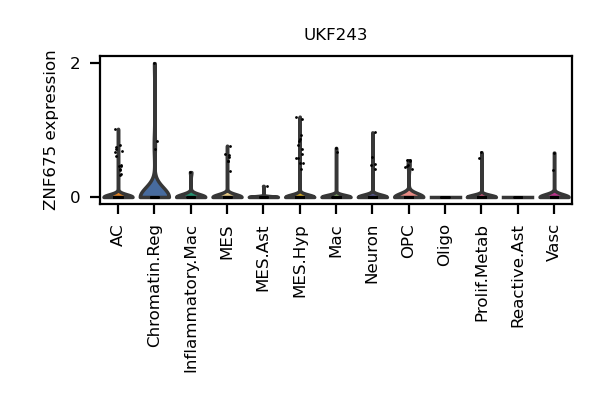 UKF243
ZNF675 expression
2
0
AC
Chromatin.Reg
Inflammatory.Mac
MES
MES.Ast
MES.Hyp
Mac
Neuron
OPC
Oligo
Prolif.Metab
Reactive.Ast
Vasc